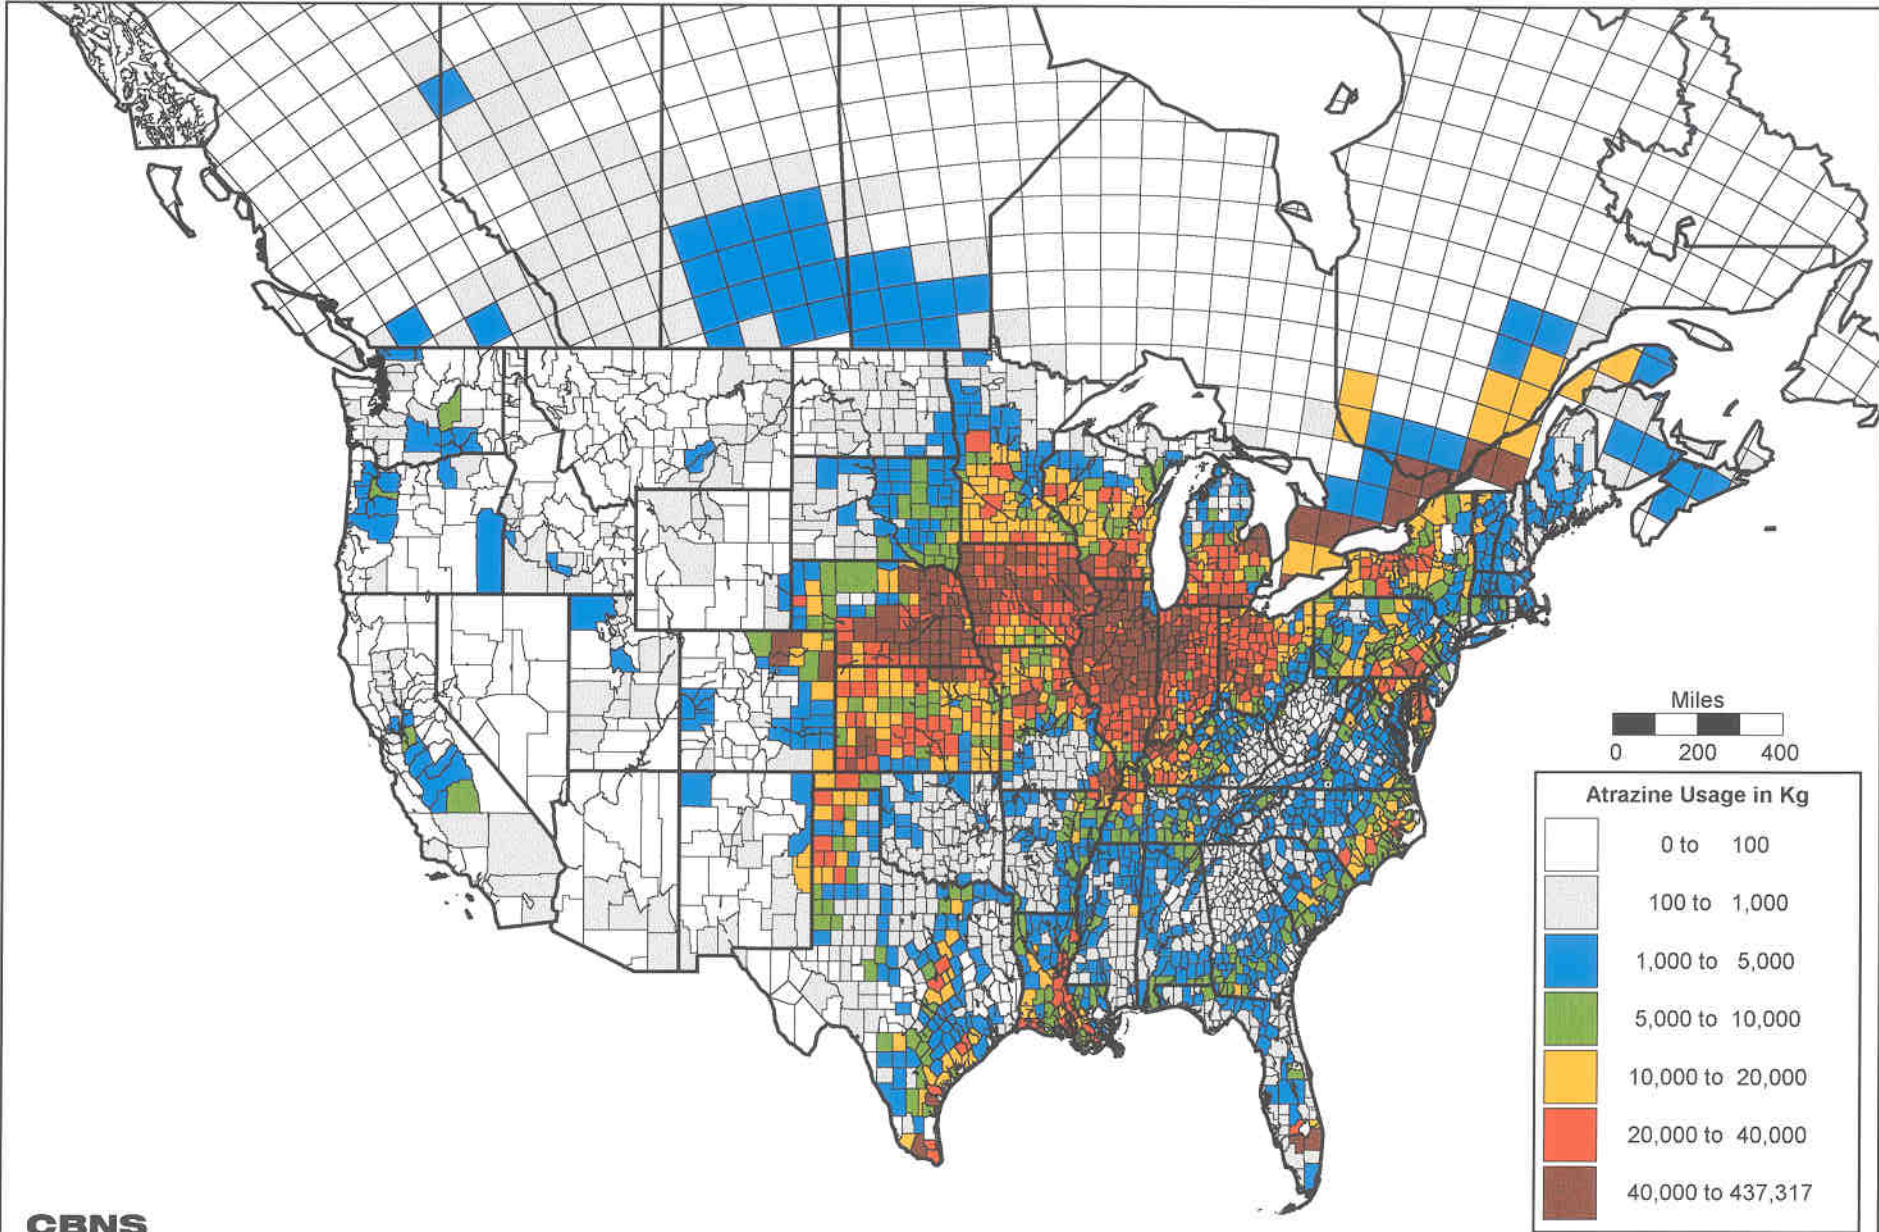 Miles
0 200 400
Atrazine Usage in Kg
0 to 100
100 to 1,000
1,000 to 5,000
5,000 to 10,000
10,000 to 20,000
20,000 to 40,000
40,000 to 437,317
CBNS